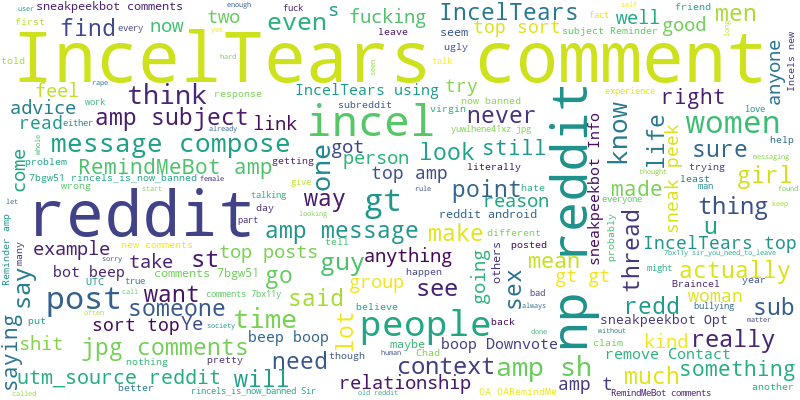 user sneakpeekbot comments enough fuck self IncelTears well friend
first every now two even s fucking leave fact good men
told find IncelTears comment seem top sort subject Reminder Incels new
rape ugly talk anyone
feel think response IncelTears using try now banned right
hard seen
advice work amp subject link subreddit virgin never yuwlhene41xz jpg experience women
read either message compose incel got look still know life love
problem already getting person literally hate sure trying help
come 7bgw51 rincels_is_now_banned RemindMeBot amp one top amp reason np reddit sneakpeekbot Info sneak peek girl messaging
whole wrong start female give way point rule made least man thought found
let reddit talking day gt reddit android everyone thing keep
many part amp message make different probably u
Reminder amp example new comments st top posts tell anything others posted thread IncelTears top
say sorry take comments 7bgw51 guy happen going mean 7bx11y sir_you_need_to_leave
bot beep go group see sex gt gt might actually
UTC true call want said bad redd woman Braincel year
saying put post someone time comments 7bx11y lot believe always bullying sub
often society people back without matter
sort top Ye beep boop maybe done kind sneakpeekbot Opt
shit jpg comments need though human Chad boop Downvote claim really
nothing pretty context amp sh remove Contact
utm_source reddit will relationship amp t much something
called better rincels_is_now_banned Sir old reddit OA OARemindMe RemindMeBot comments another